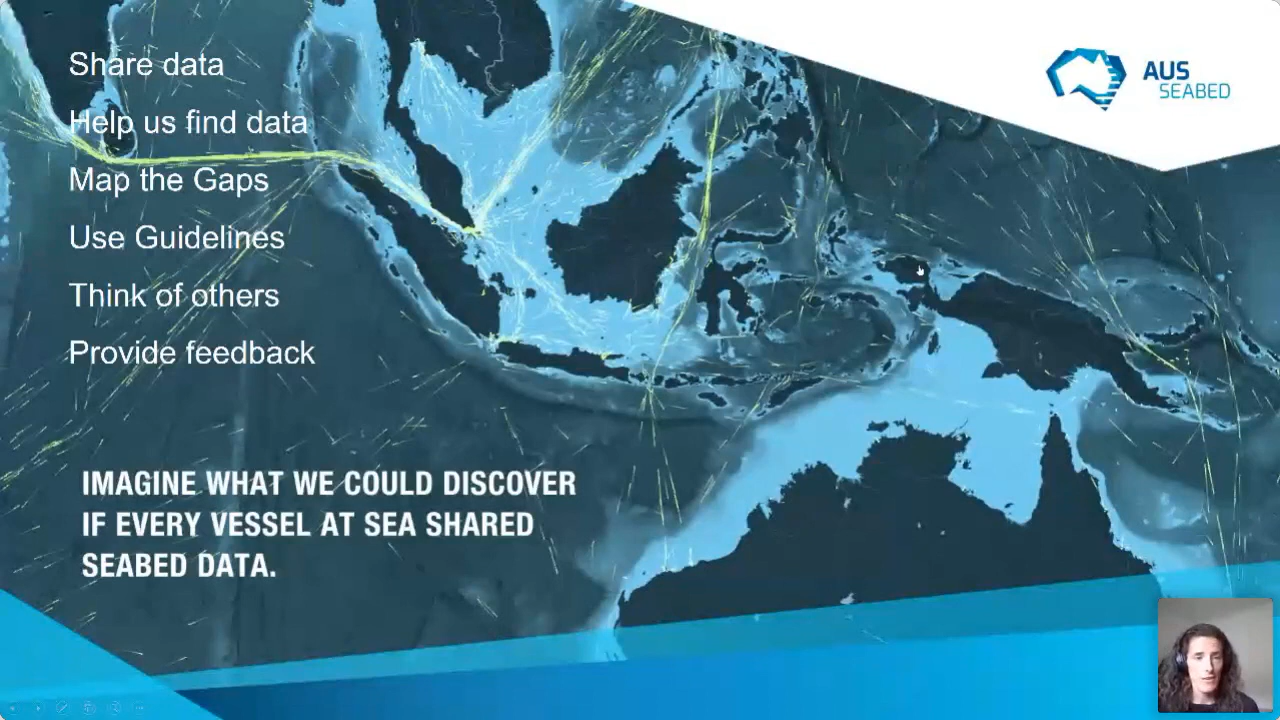 Share data
Help us find data
Map the Gaps
Use Guidelines
Think of others
Provide feedback
AUS
SEABED
IMAGINE WHAT WE COULD DISCOVER
IF EVERY VESSEL AT SEA SHARED
SEABED DATA.